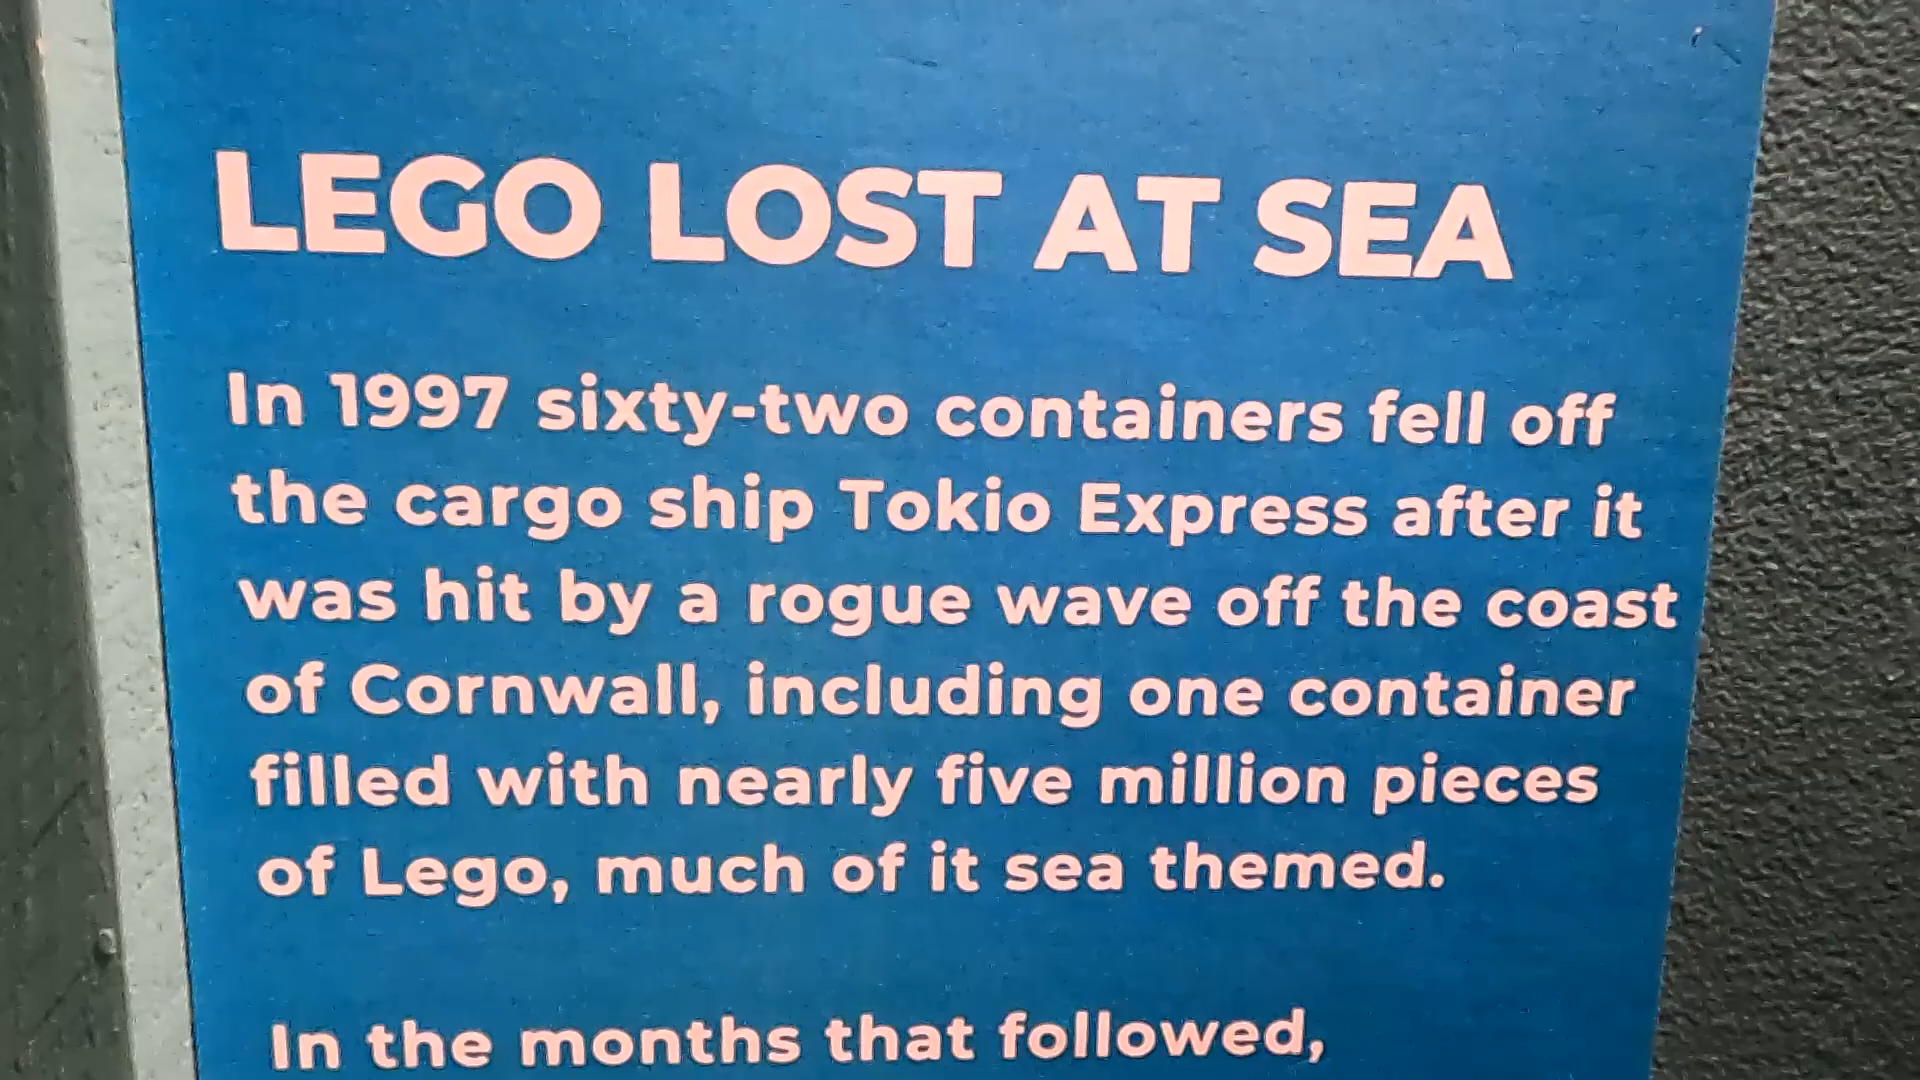 LEGO LOST AT SEA
In 1997 sixty-two containers fell off
the cargo ship Tokio Express after it
was hit by a rogue wave off the coast
of Cornwall, including one container
filled with nearly five million pieces
of Lego, much of it sea themed.
In the months that followed,